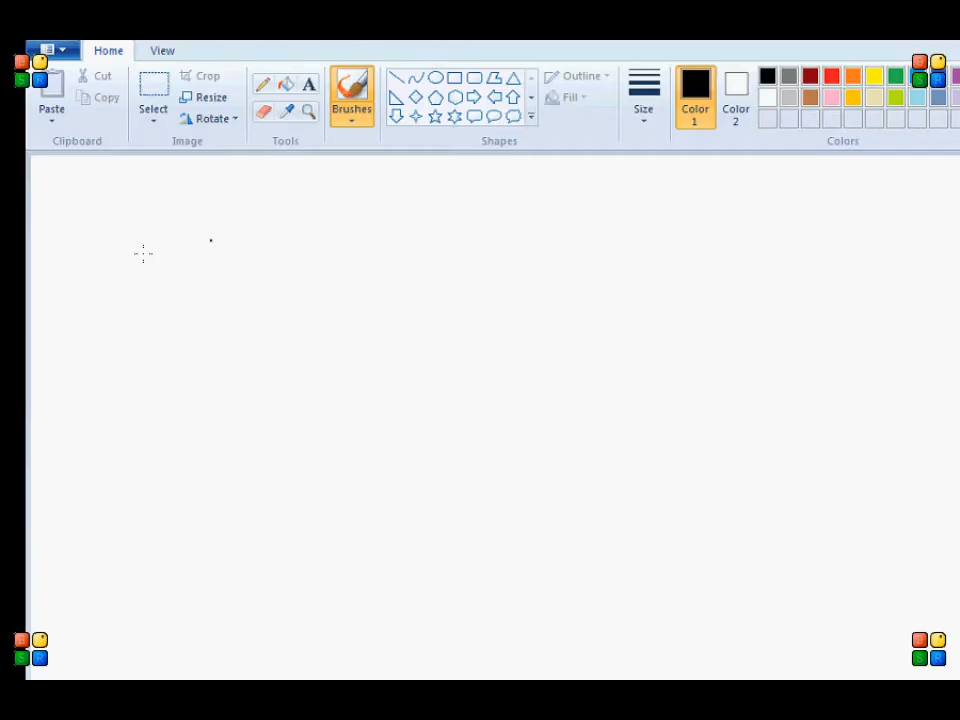 Home View
Cut
Copy
Paste
Clipboard
Select
Crop
Resize
Rotate
Image
A
Tools
Brushes
Outline
Fill
Shapes
Size
Color
1
Color
2
Colors